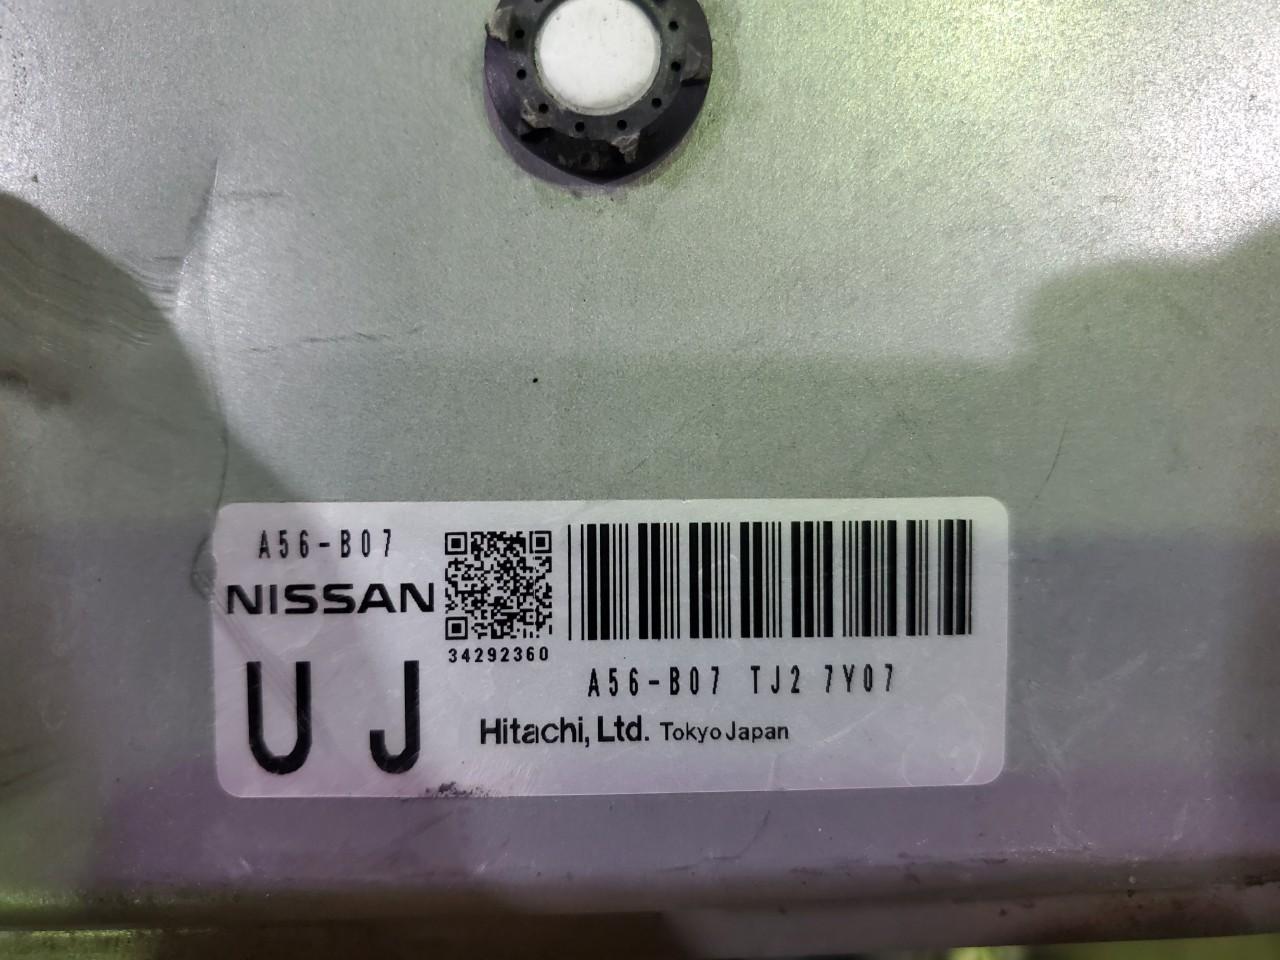 A56-B07
NISSAN
34292360
U J
A56-B07 TJ2 7Y07
Hitachi, Ltd. Tokyo Japan